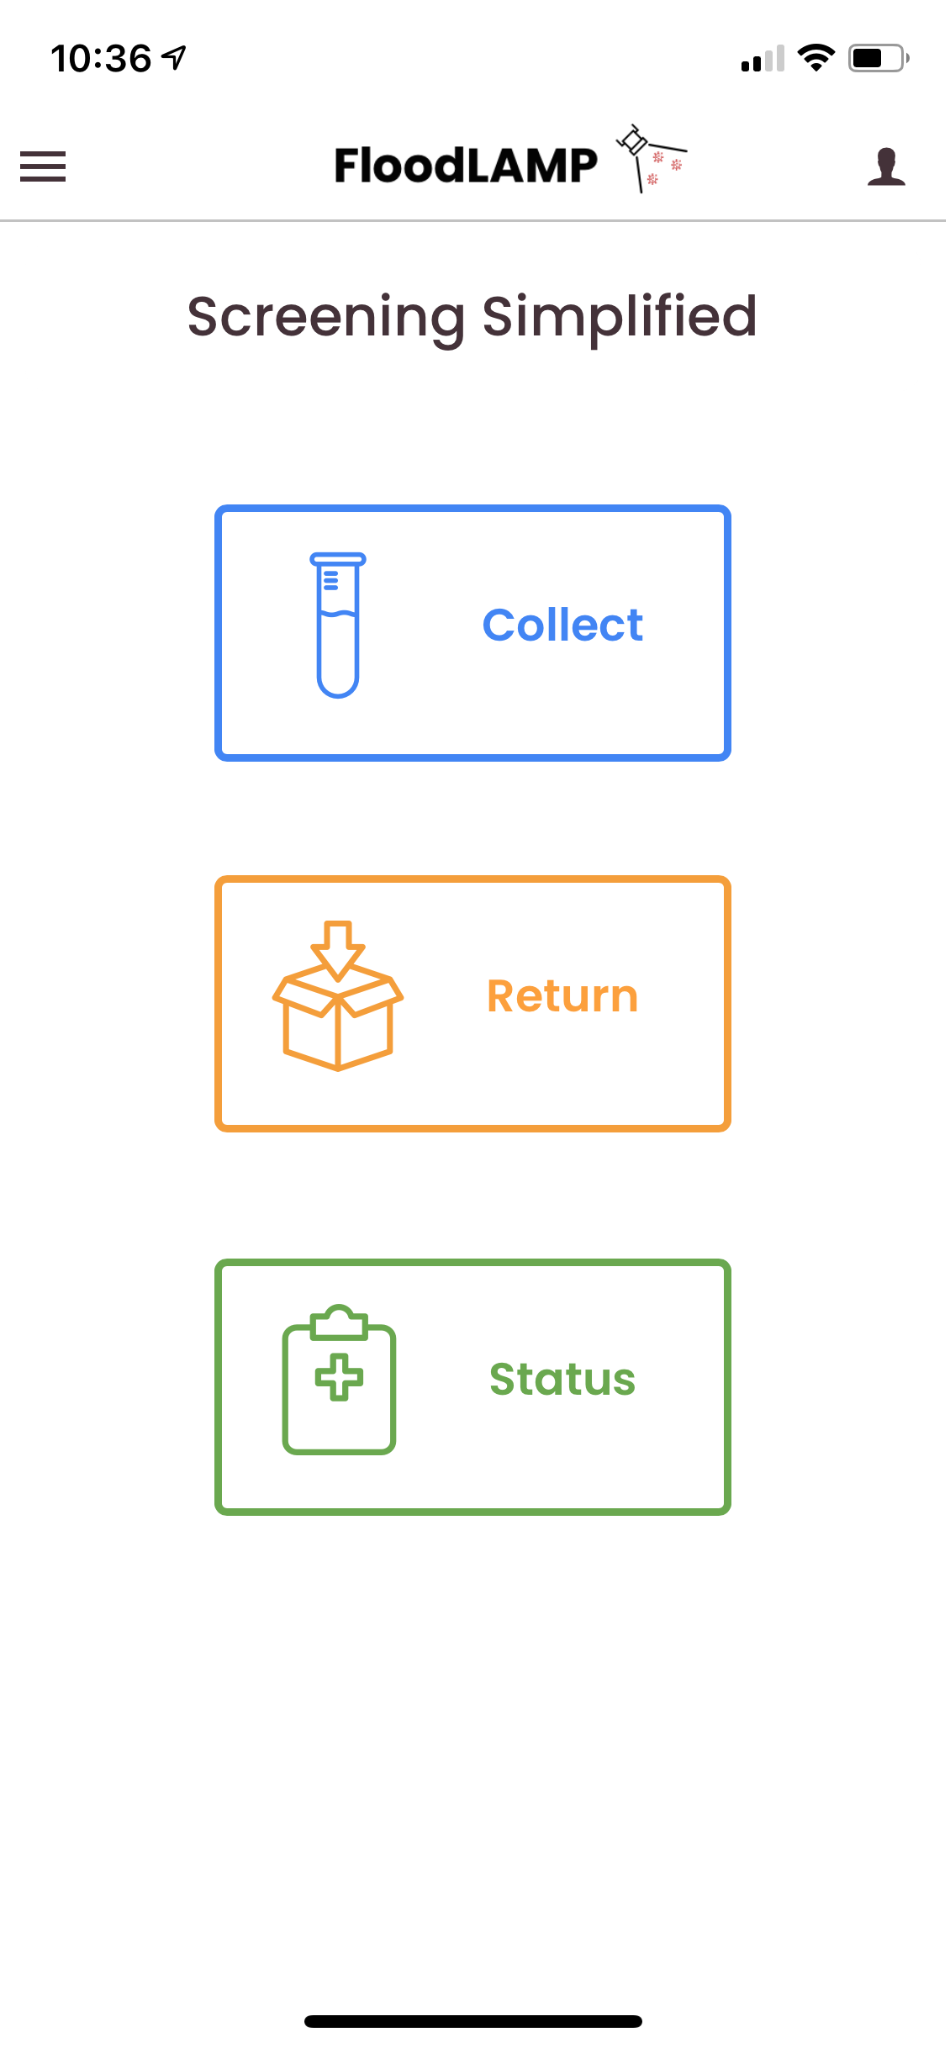 10:36
FloodLAMP
Screening Simplified
Collect
Return
Status